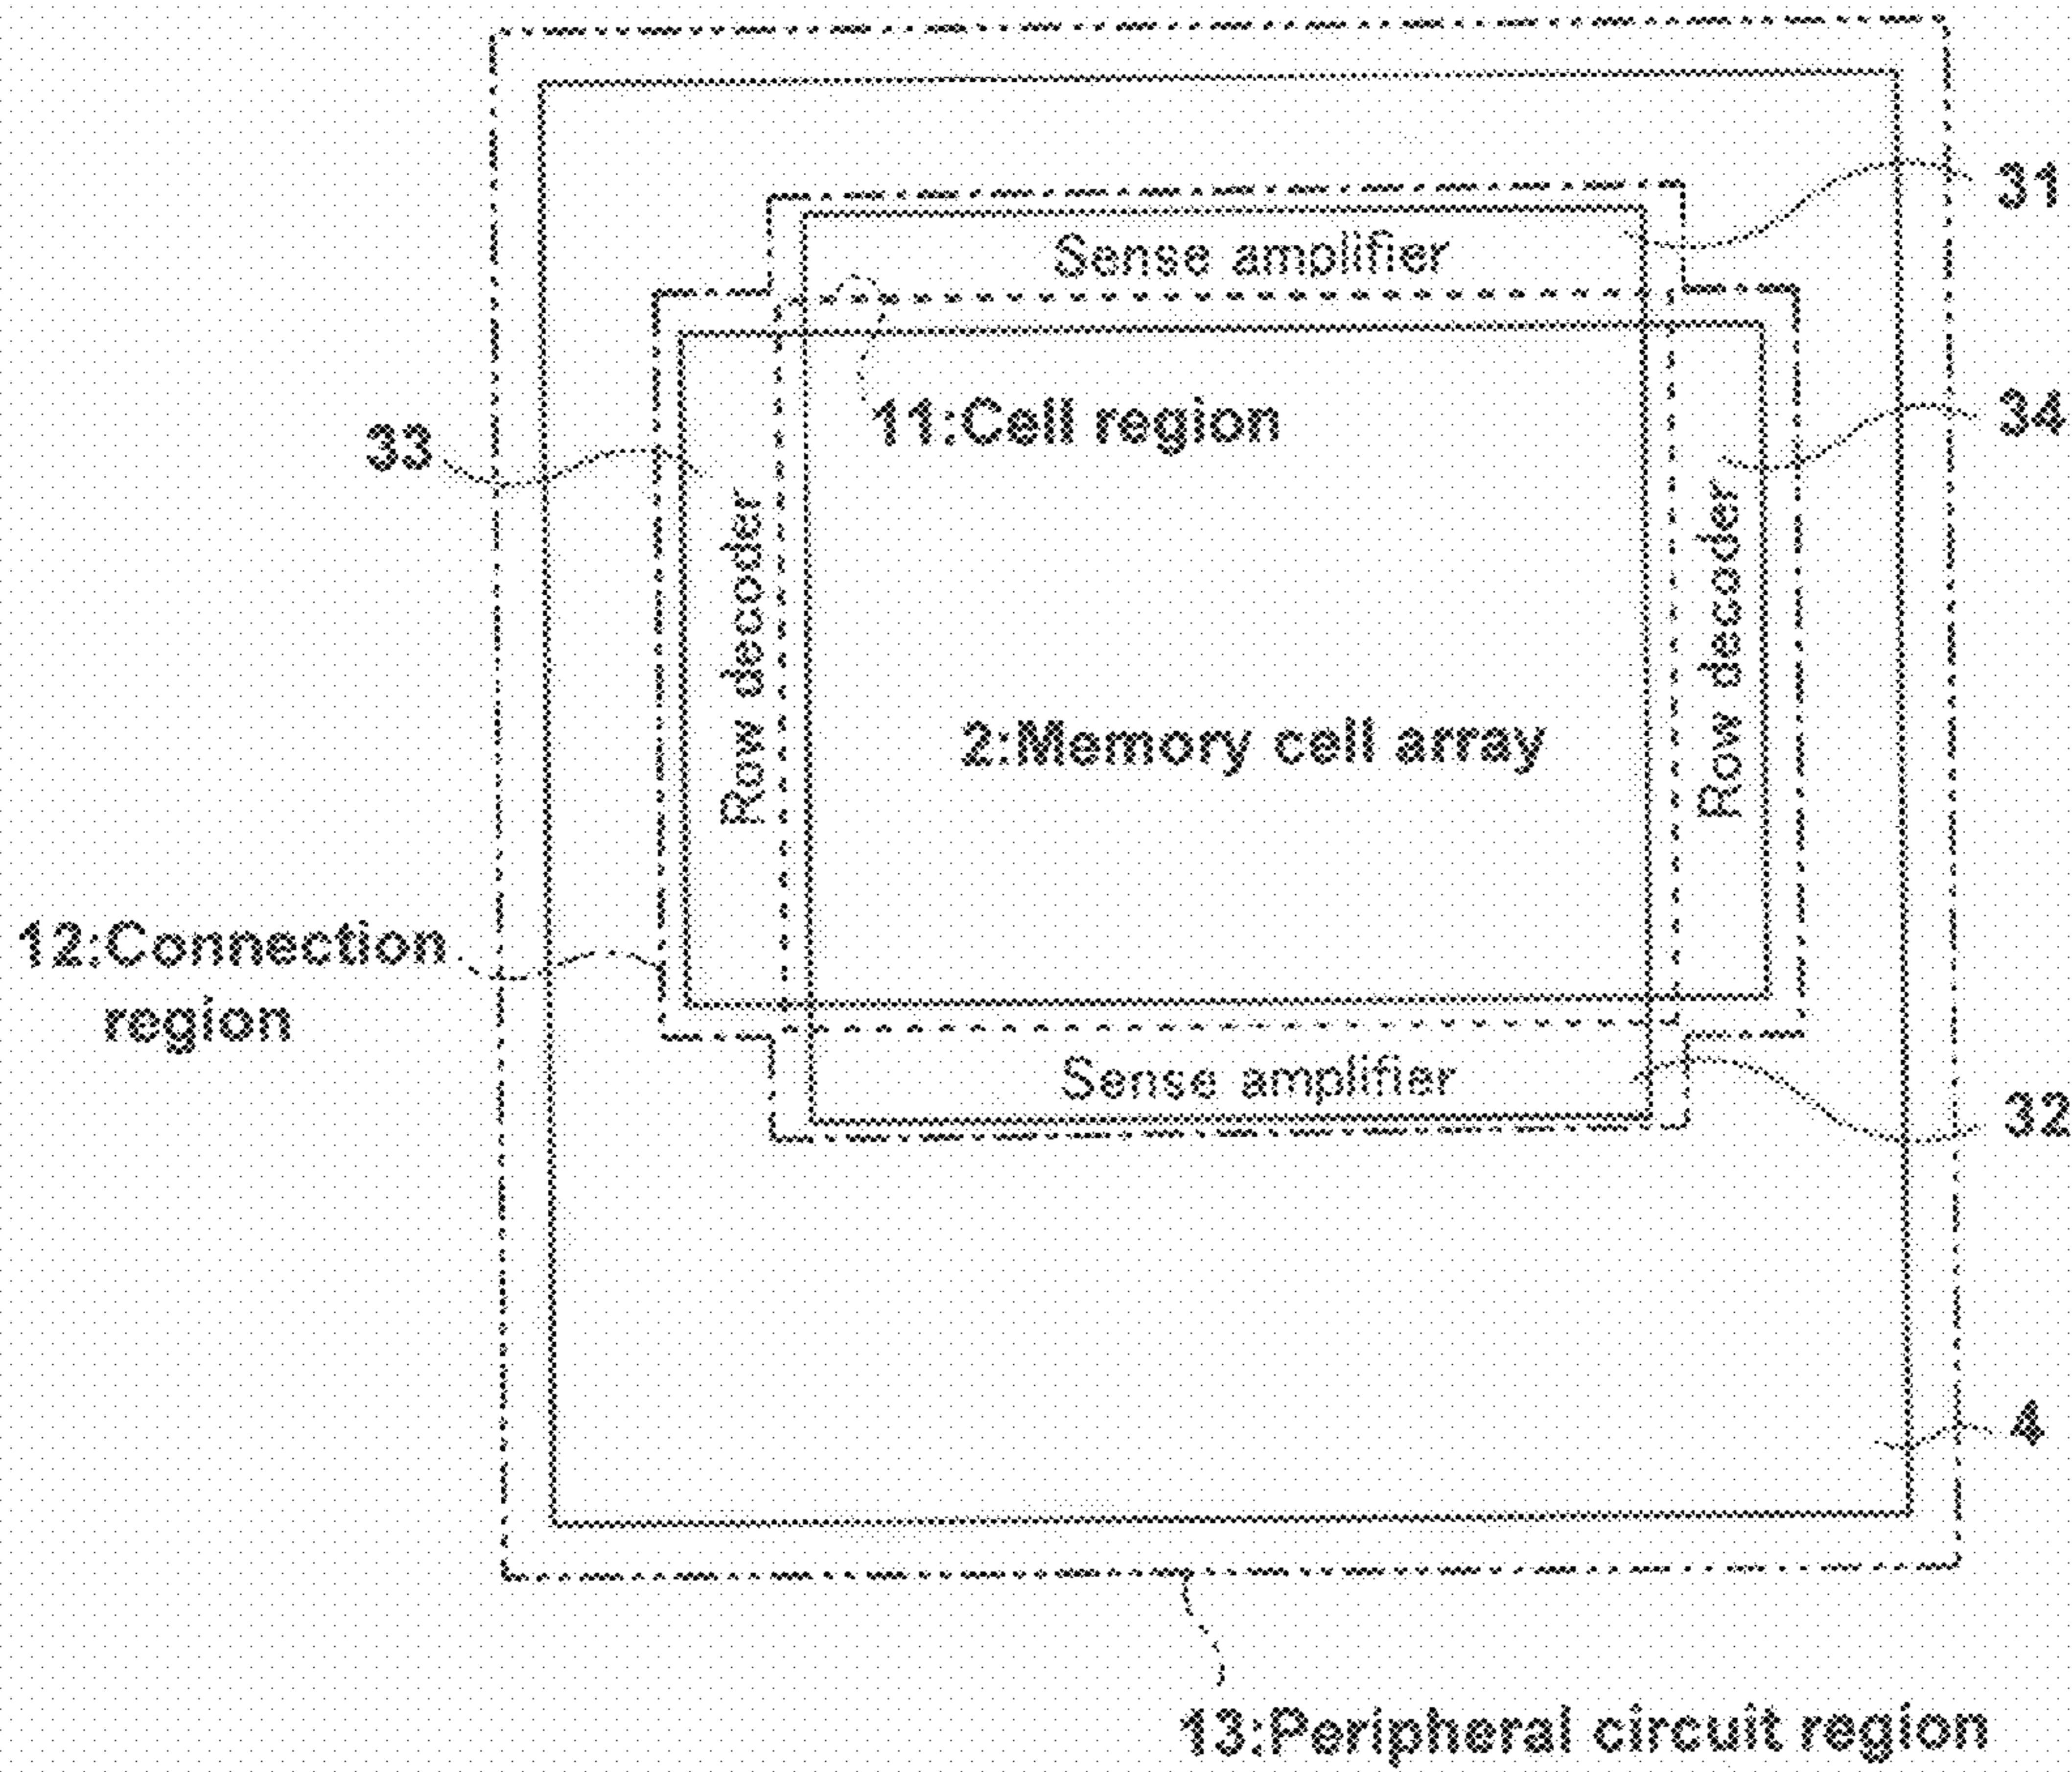 31
Sense amplifier
11:Cell region
34
33
Row decoder
Row decoder
2:Memory cell array
12:Connection
region
Sense amplifier
32
4
13:Peripheral circuit region